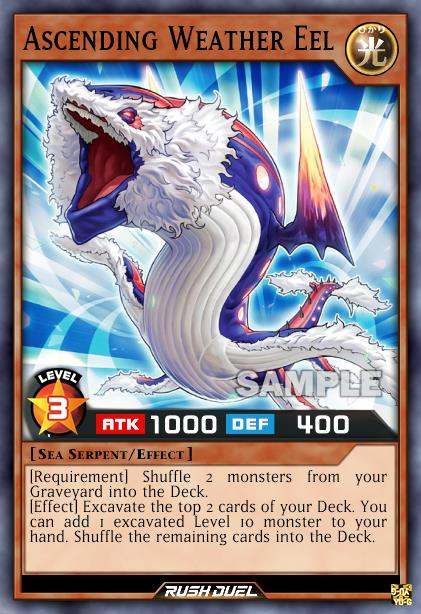 ASCENDING WEATHER EEL
ひかり
光
SAMPLE
LEVEL
3
ATK 1000 DEF 400
[SEA SERPENT/EFFECT]
[Requirement] Shuffle 2 monsters from your
Graveyard into the Deck.
[Effect] Excavate the top 2 cards of your Deck. You
can add 1 excavated Level 10 monster to your
hand. Shuffle the remaining cards into the Deck.
RUSH DUEL